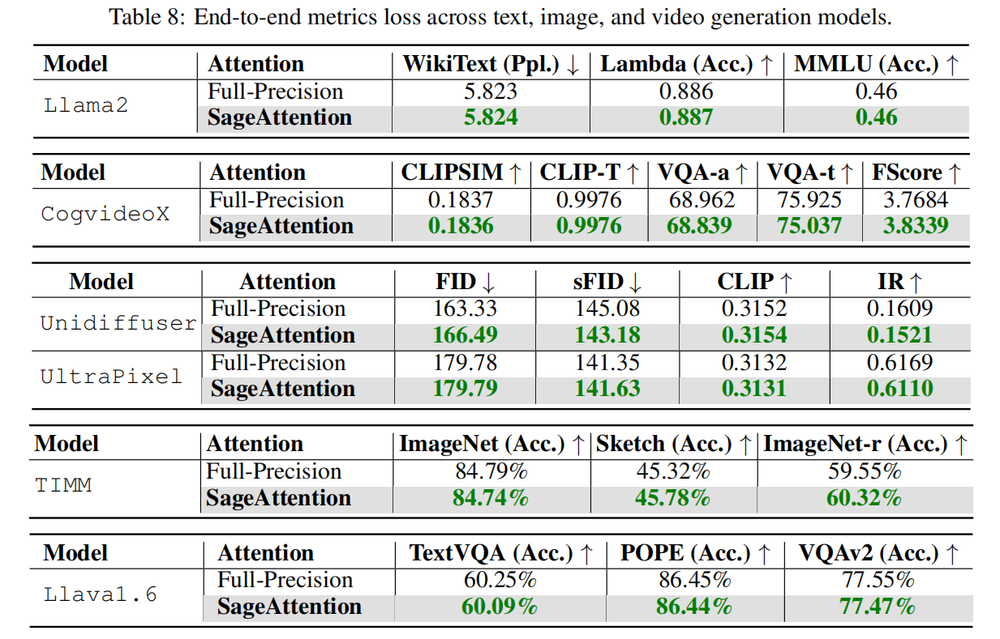 Table 8: End-to-end metrics loss across text, image, and video generation models.
Model Attention WikiText (Ppl.) ↓ Lambda (Acc.) ↑ MMLU (Acc.) ↑
Llama2
Full-Precision 5.823 0.886 0.46
SageAttention 5.824 0.887 0.46
Model Attention CLIPSIM ↑ CLIP-T ↑ VQA-a ↑ VQA-t ↑ FScore ↑
CogvideoX
Full-Precision 0.1837 0.9976 68.962 75.925 3.7684
SageAttention 0.1836 0.9976 68.839 75.037 3.8339
Model Attention FID ↓ sFID ↓ CLIP ↑ IR ↑
Unidiffuser
Full-Precision 163.33 145.08 0.3152 0.1609
SageAttention 166.49 143.18 0.3154 0.1521
UltraPixel
Full-Precision 179.78 141.35 0.3132 0.6169
SageAttention 179.79 141.63 0.3131 0.6110
Model Attention ImageNet (Acc.) ↑ Sketch (Acc.) ↑ ImageNet-r (Acc.) ↑
TIMM
Full-Precision 84.79% 45.32% 59.55%
SageAttention 84.74% 45.78% 60.32%
Model Attention TextVQA (Acc.) ↑ POPE (Acc.) ↑ VQAv2 (Acc.) ↑
Llava1.6
Full-Precision 60.25% 86.45% 77.55%
SageAttention 60.09% 86.44% 77.47%